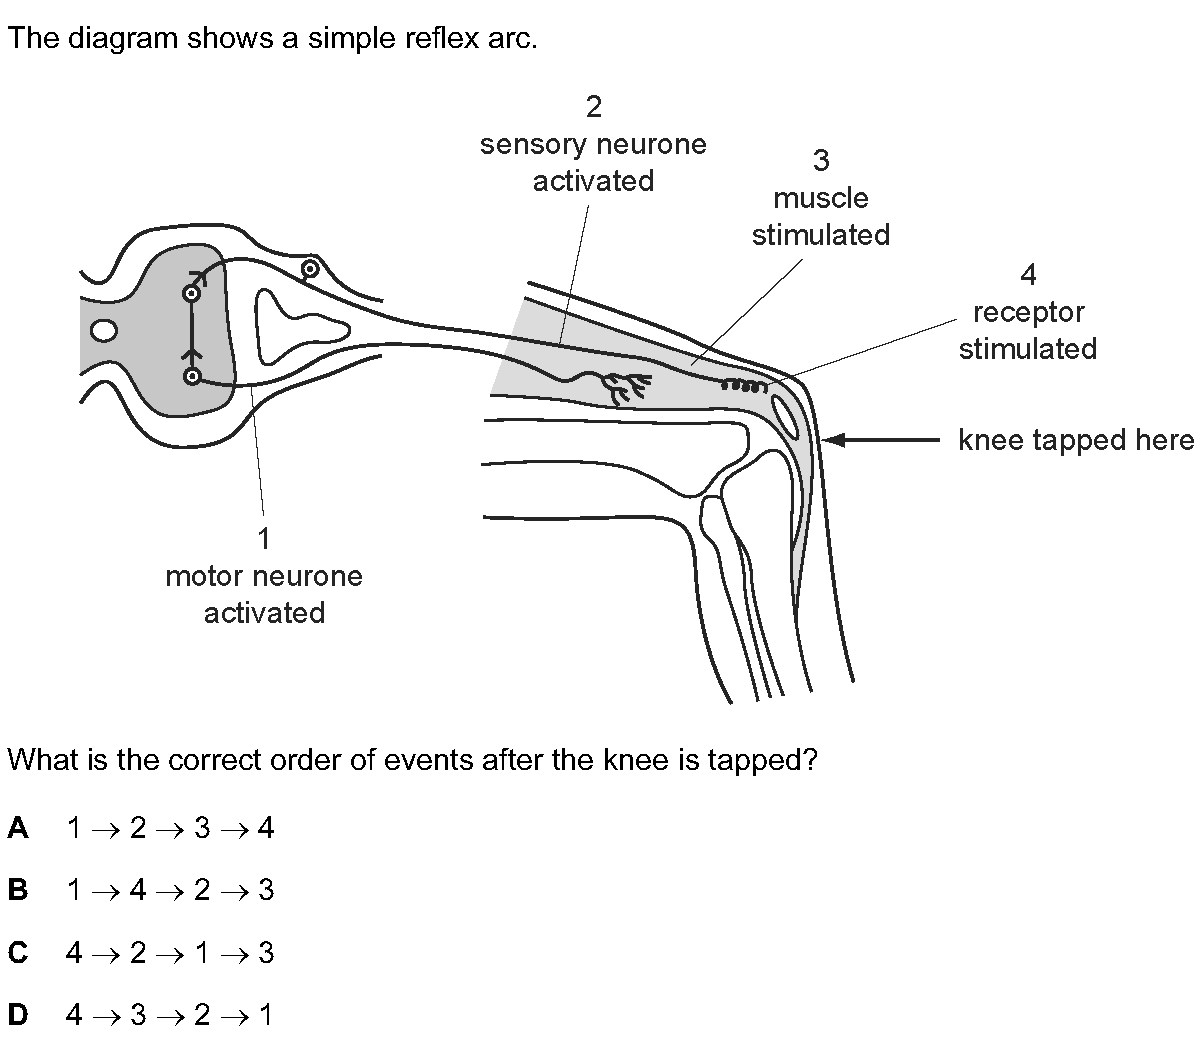 The diagram shows a simple reflex arc.
2
sensory neurone
activated
3
muscle
stimulated
4
receptor
stimulated
knee tapped here
1
motor neurone
activated
What is the correct order of events after the knee is tapped?
A 1 → 2 → 3 → 4
B 1 → 4 → 2 → 3
C 4 → 2 → 1 → 3
D 4 → 3 → 2 → 1